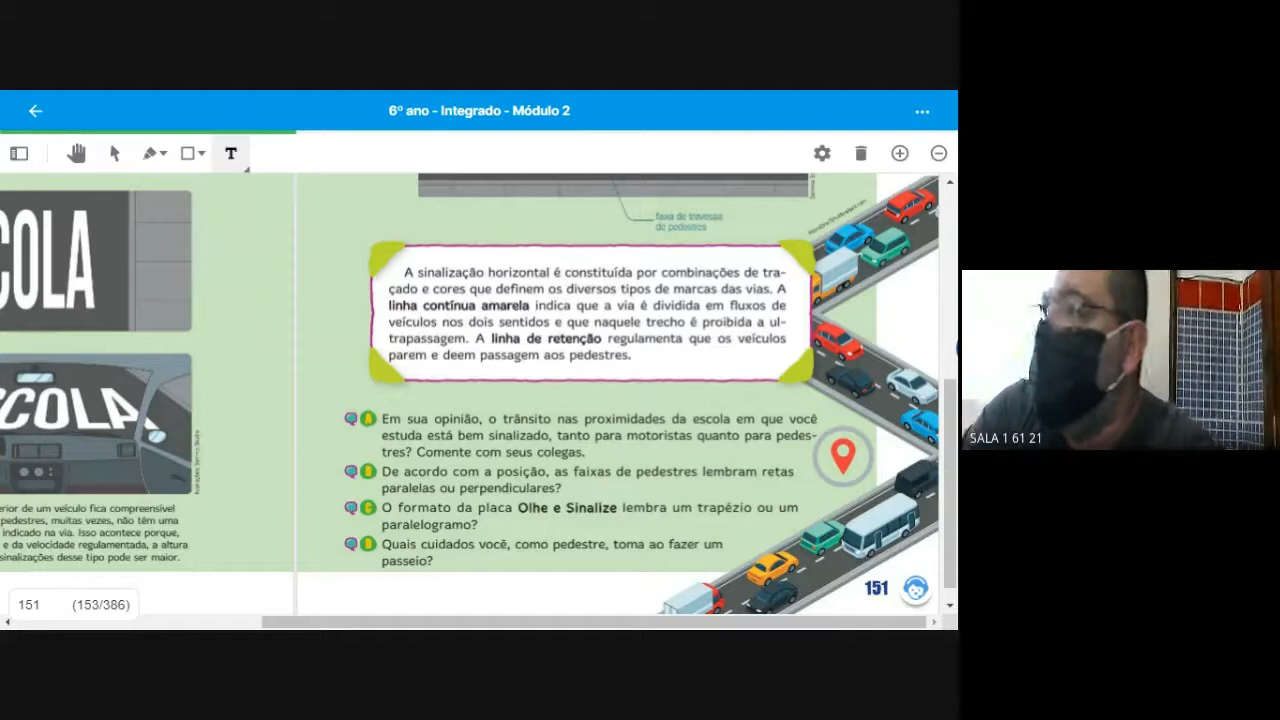 6º ano - Integrado - Módulo 2
T
COLA
faixa de travessia
de pedestres
A sinalização horizontal é constituída por combinações de tra-
çado e cores que definem os diversos tipos de marcas das vias. A
linha contínua amarela indica que a via é dividida em fluxos de
veículos nos dois sentidos e que naquele trecho é proibida a ul-
trapassagem. A linha de retenção regulamenta que os veículos
parem e deem passagem aos pedestres.
COLA
erior de um veículo fica compreensível
pedestres, muitas vezes, não têm uma
indicado na via. Isso acontece porque,
e da velocidade regulamentada, a altura
sinalizações desse tipo pode ser maior.
A Em sua opinião, o trânsito nas proximidades da escola em que você
estuda está bem sinalizado, tanto para motoristas quanto para pedes-
tres? Comente com seus colegas.
B De acordo com a posição, as faixas de pedestres lembram retas
paralelas ou perpendiculares?
C O formato da placa Olhe e Sinalize lembra um trapézio ou um
paralelogramo?
D Quais cuidados você, como pedestre, toma ao fazer um
passeio?
151
151 (153/386)
SALA 1 61 21